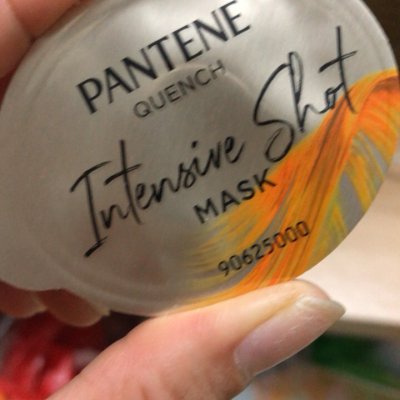 PANTENE
QUENCH
Intensive Shot
MASK
90625000